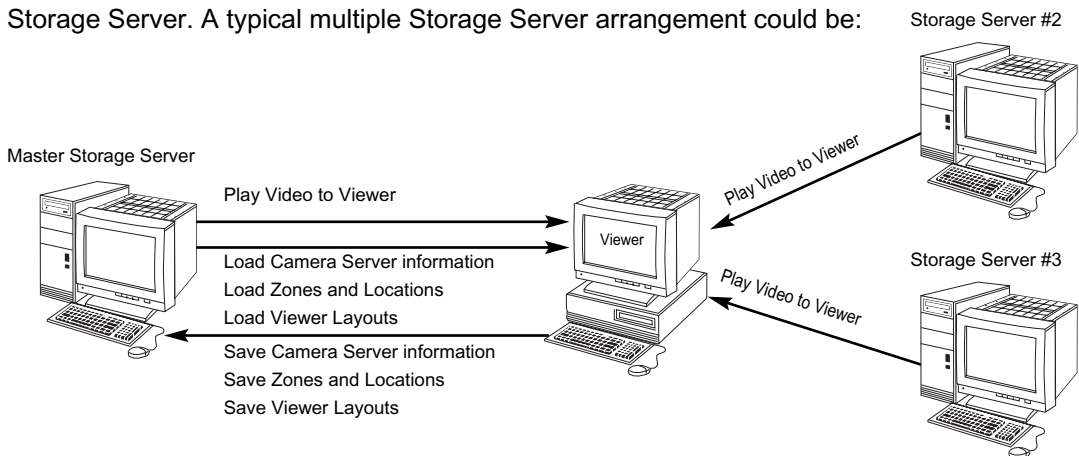 Storage Server. A typical multiple Storage Server arrangement could be:
Storage Server #2
Master Storage Server
Play Video to Viewer
Play Video to Viewer
Viewer
Load Camera Server information
Load Zones and Locations
Load Viewer Layouts
Storage Server #3
Play Video to Viewer
Save Camera Server information
Save Zones and Locations
Save Viewer Layouts